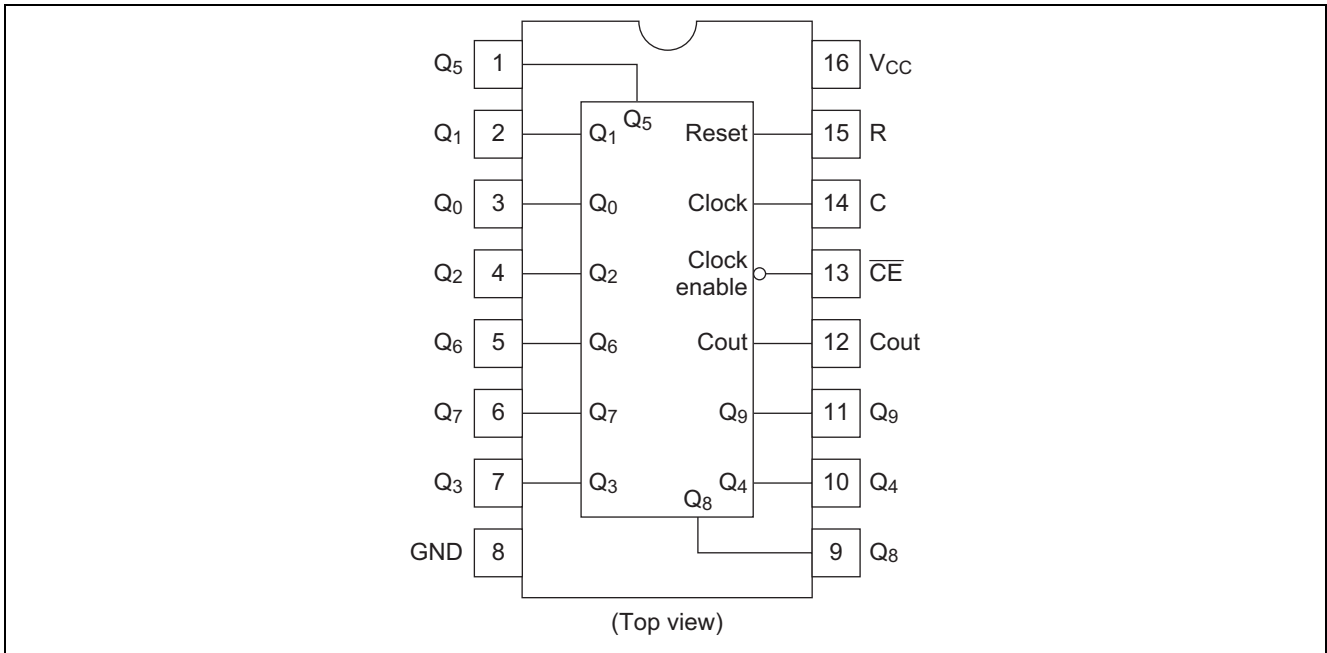 Q5 1 16 VCC
Q5
Q1 2 Q1 Reset 15 R
Q0 3 Q0 Clock 14 C
Q2 4 Q2 Clock enable 13 CE
Q6 5 Q6 Cout 12 Cout
Q7 6 Q7 Q9 11 Q9
Q3 7 Q3 Q4 10 Q4
Q8
GND 8 9 Q8
(Top view)